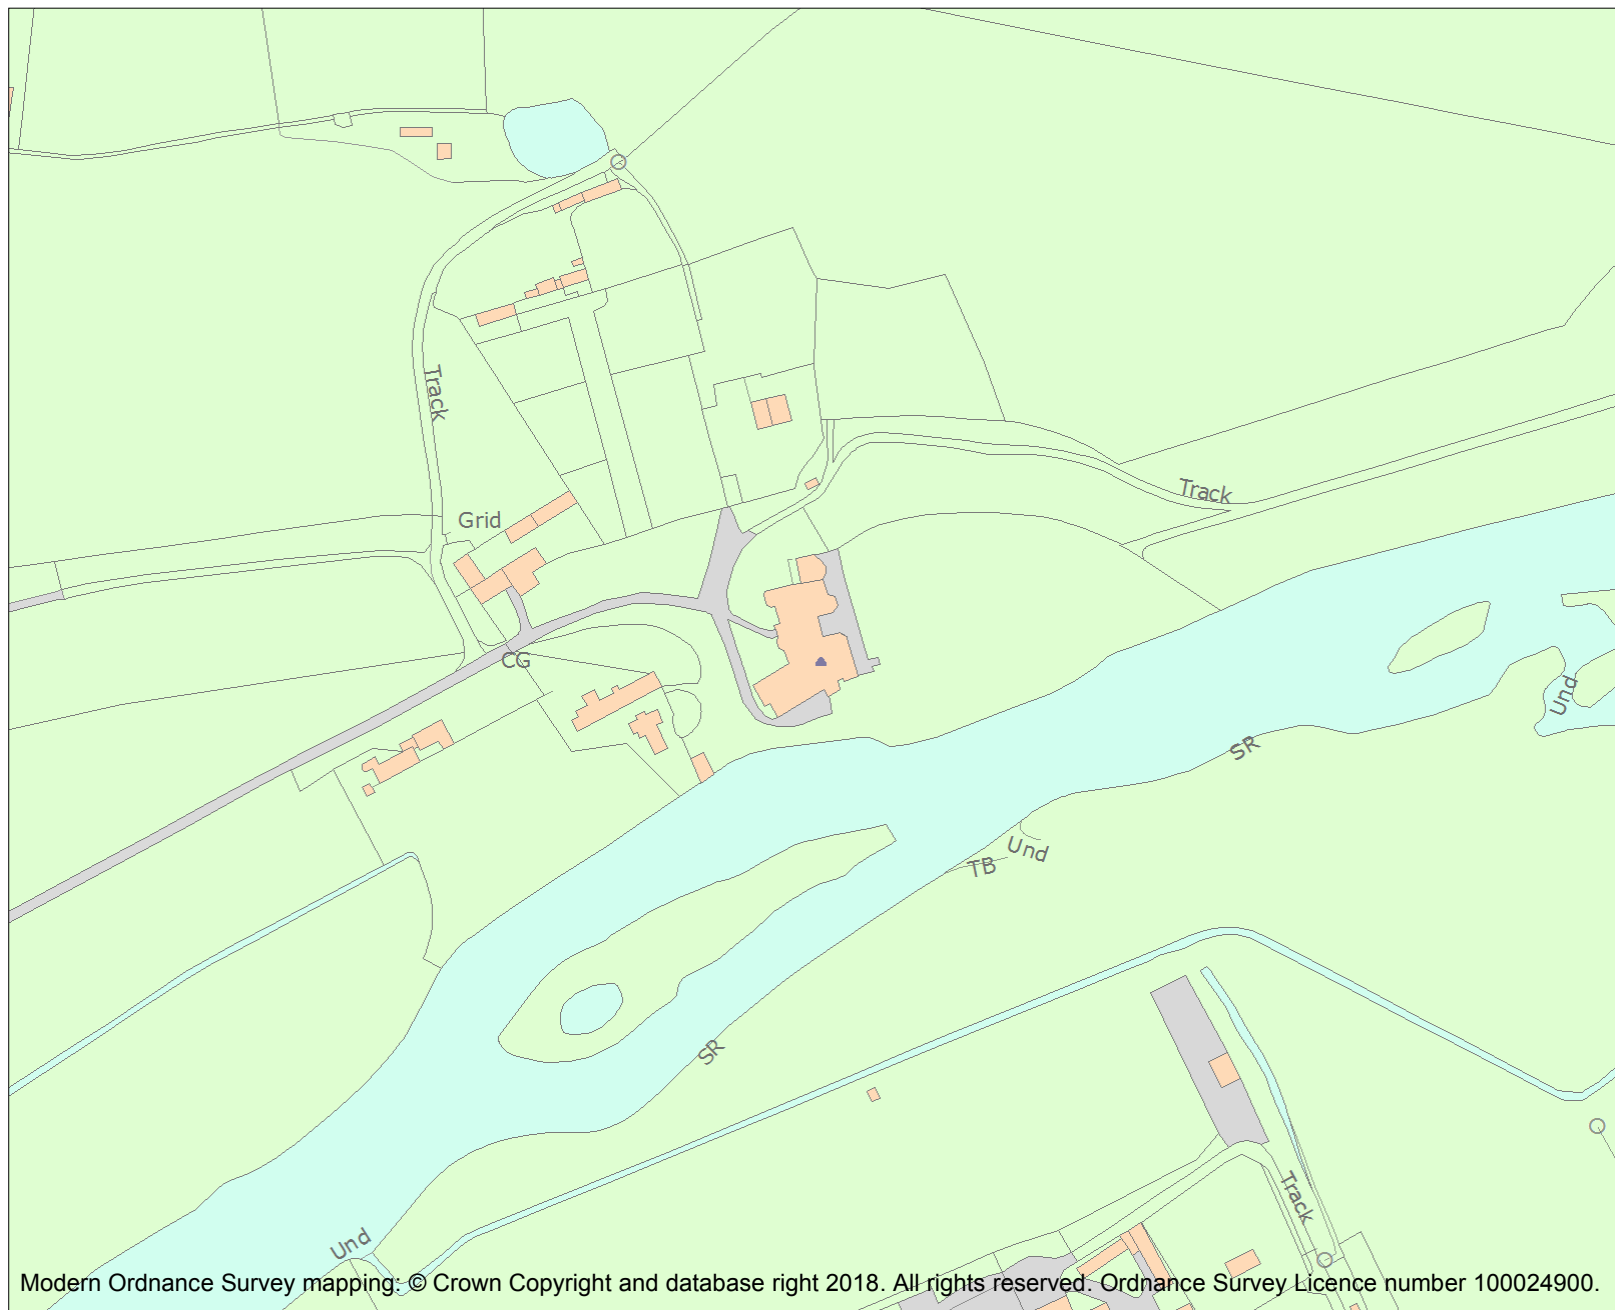 Track
Track
Grid
CG
Und
SR
Und
TB
SR
Track
Und
Modern Ordnance Survey mapping: © Crown Copyright and database right 2018. All rights reserved. Ordnance Survey Licence number 100024900.